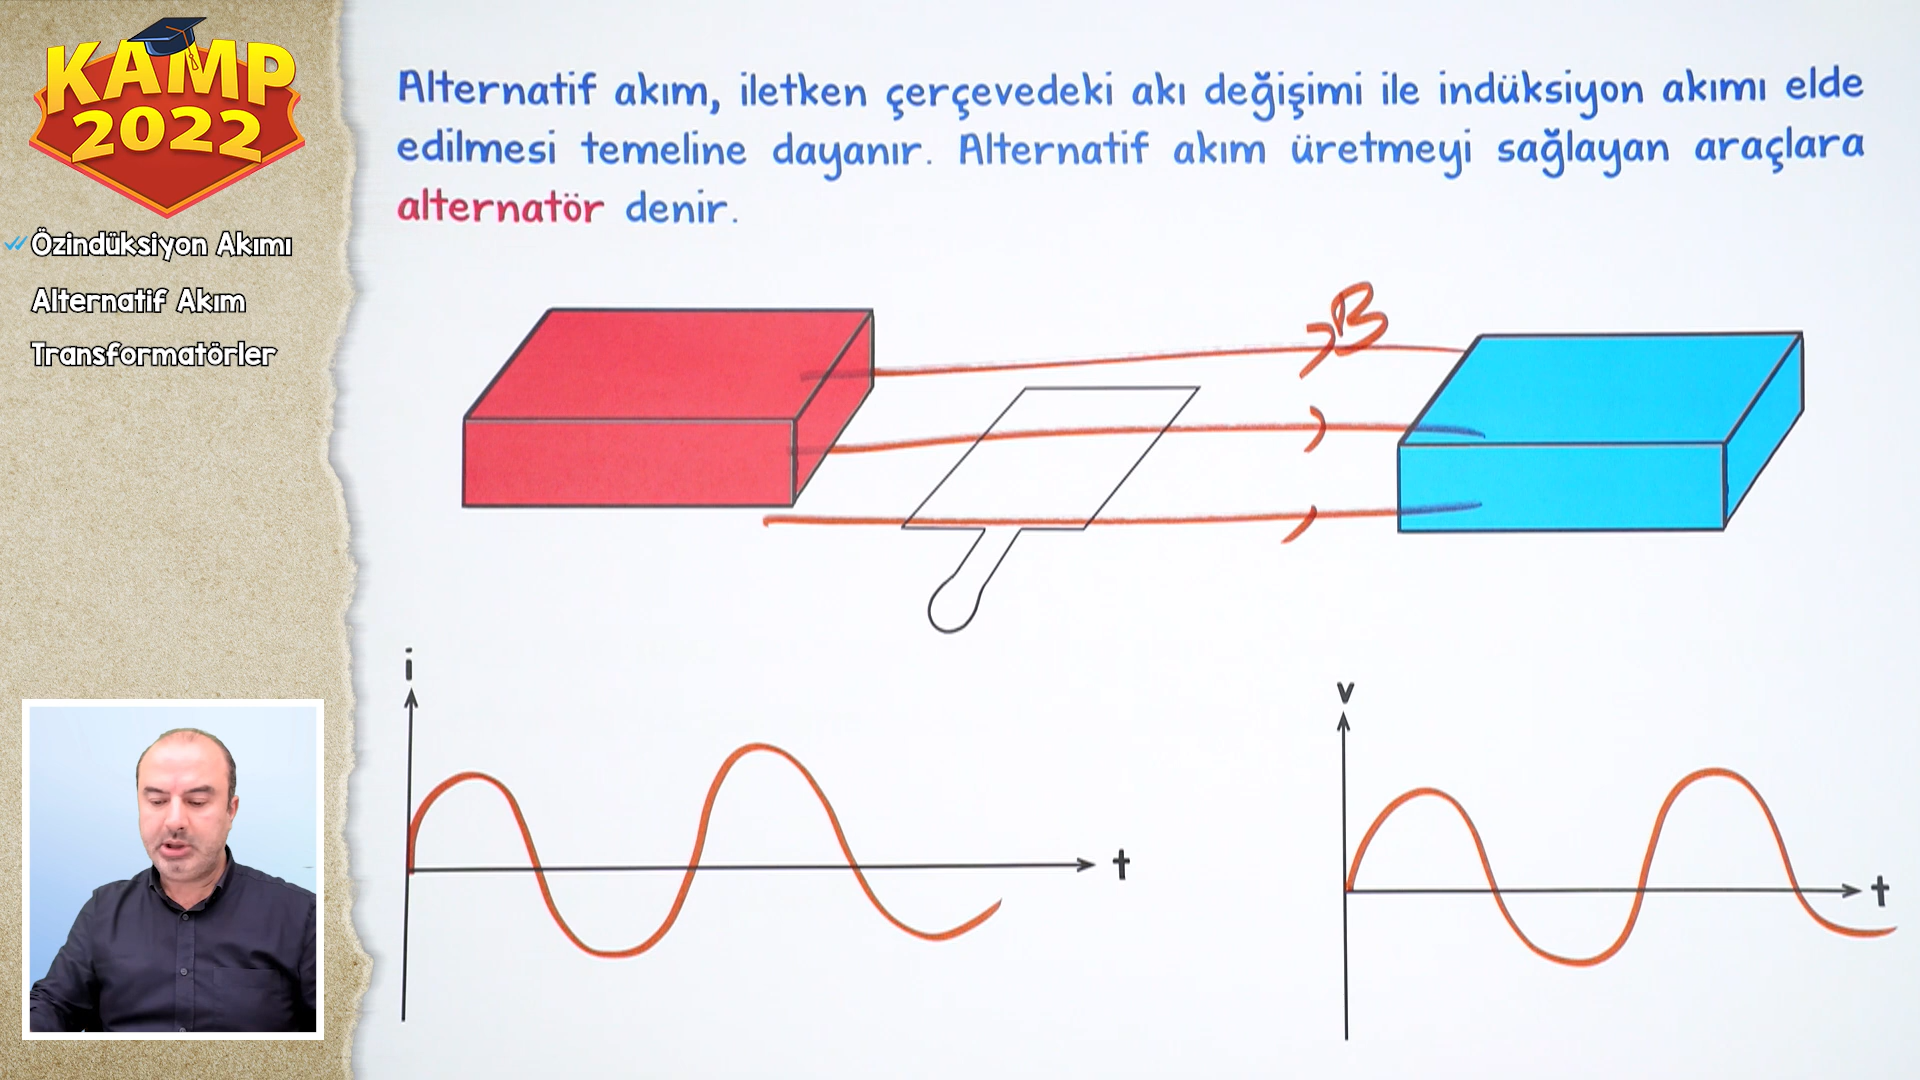 KAMP
2022
Özindüksiyon Akımı
Alternatif Akım
Transformatörler
Alternatif akım, iletken çerçevedeki akı değişimi ile indüksiyon akımı elde
edilmesi temeline dayanır. Alternatif akım üretmeyi sağlayan araçlara
alternatör denir.
B
i
t
v
t